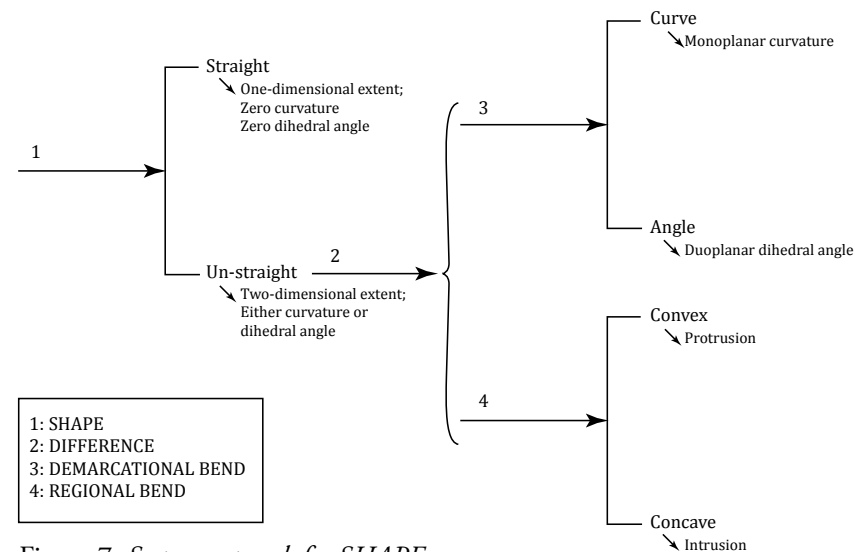 1
Straight
One-dimensional extent;
Zero curvature
Zero dihedral angle
Un-straight
Two-dimensional extent;
Either curvature or
dihedral angle
2
3
Curve
Monoplanar curvature
Angle
Duoplanar dihedral angle
4
Convex
Protrusion
Concave
Intrusion
1: SHAPE
2: DIFFERENCE
3: DEMARCATIONAL BEND
4: REGIONAL BEND